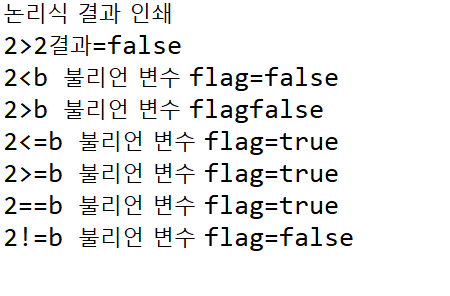 논리식 결과 인쇄
2>2결과=false
2<b 불리언 변수 flag=false
2>b 불리언 변수 flagfalse
2<=b 불리언 변수 flag=true
2>=b 불리언 변수 flag=true
2==b 불리언 변수 flag=true
2!=b 불리언 변수 flag=false